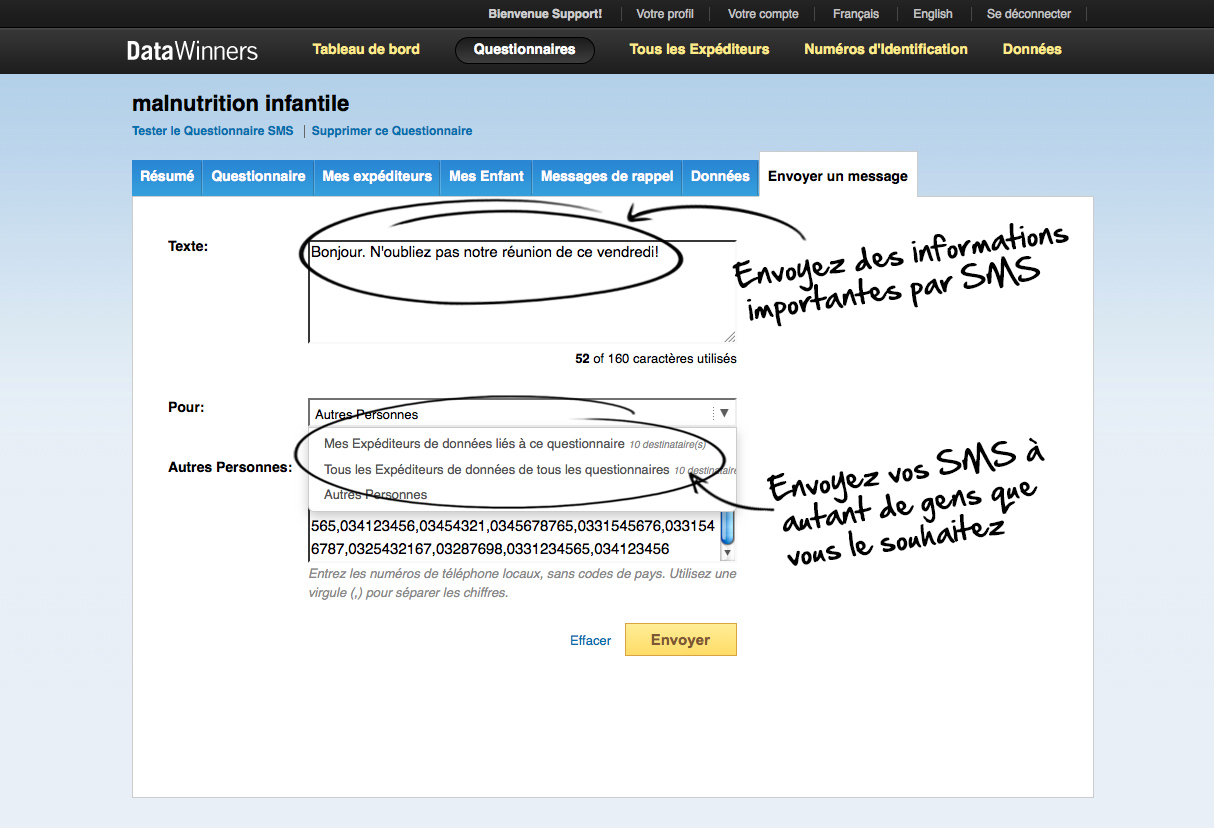 Bienvenue Support! Votre profil Votre compte Français English Se déconnecter
DataWinners Tableau de bord Questionnaires Tous les Expéditeurs Numéros d'Identification Données
malnutrition infantile
Tester le Questionnaire SMS Supprimer ce Questionnaire
Résumé Questionnaire Mes expéditeurs Mes Enfant Messages de rappel Données Envoyer un message
Texte: Bonjour. N'oubliez pas notre réunion de ce vendredi!
Envoyez des informations
importantes par SMS
52 of 160 caractères utilisés
Pour: Autres Personnes
Mes Expéditeurs de données liés à ce questionnaire 10 destinataire(s)
Autres Personnes: Tous les Expéditeurs de données de tous les questionnaires 10 destinataire
Autres Personnes
Envoyez vos SMS à
autant de gens que
vous le souhaitez
565,034123456,03454321,0345678765,0331545676,033154
6787,0325432167,03287698,0331234565,034123456
Entrez les numéros de téléphone locaux, sans codes de pays. Utilisez une
virgule (,) pour séparer les chiffres.
Effacer Envoyer